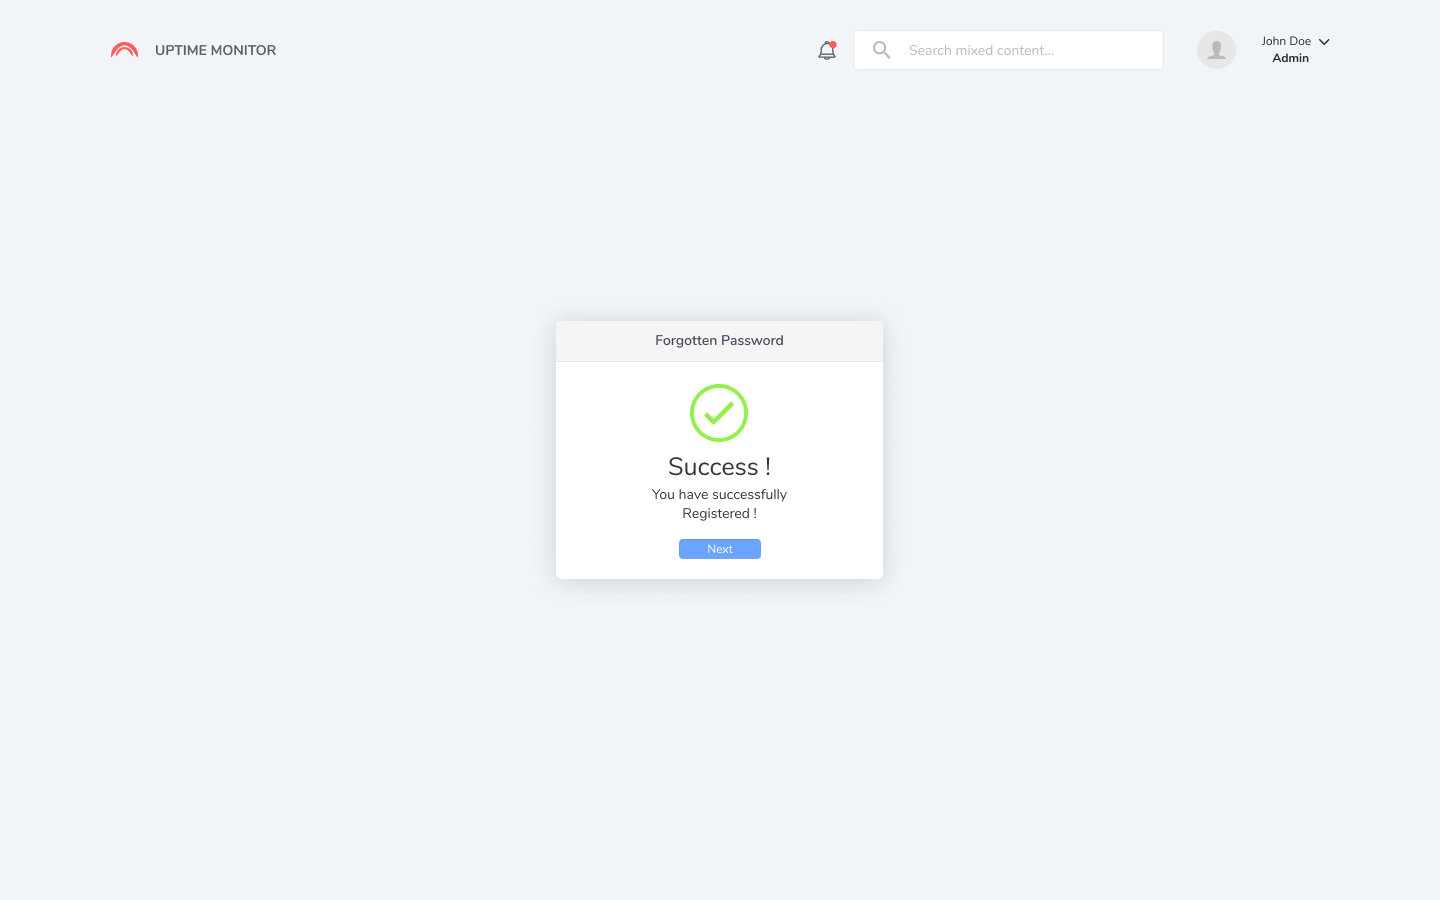 UPTIME MONITOR
Search mixed content...
John Doe
Admin
Forgotten Password
Success !
You have successfully
Registered !
Next